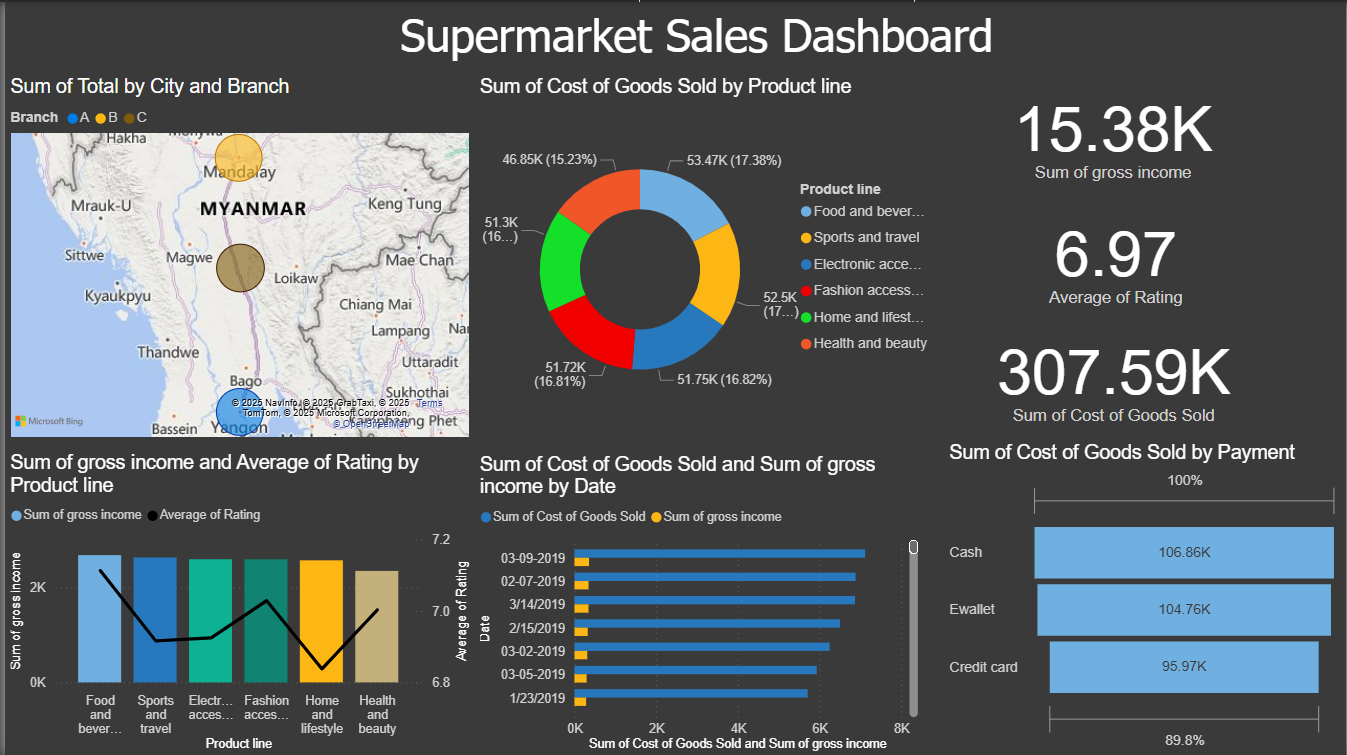 Supermarket Sales Dashboard
Sum of Total by City and Branch
Branch A B C
Hakha
Mandalay
MYANMAR
Keng Tung
Mrauk-U
Sittwe
Magwe
Loikaw
Mae Chan
Kyaukpyu
Chiang Mai
Lampang
Nan
Thandwe
Uttaradit
Bago
Sukhothai
© 2025 NavInfo, © 2025 GrabTaxi, © 2025 Terms
TomTom, © 2025 Microsoft Corporation,
© OpenStreetMap
Kamphaeng Phet
Microsoft Bing
Bassein
Yangon
Sum of Cost of Goods Sold by Product line
46.85K (15.23%)
53.47K (17.38%)
51.3K
(16...)
52.5K
(17...)
51.72K
(16.81%)
51.75K (16.82%)
Product line
Food and bever...
Sports and travel
Electronic acce...
Fashion access...
Home and lifest...
Health and beauty
15.38K
Sum of gross income
6.97
Average of Rating
307.59K
Sum of Cost of Goods Sold
Sum of gross income and Average of Rating by
Product line
Sum of gross income Average of Rating
Sum of gross income
2K
0K
7.2
7.0
6.8
Average of Rating
Food
and
bever...
Sports
and
travel
Electr...
acces...
Fashion
acces...
Home
and
lifestyle
Health
and
beauty
Product line
Sum of Cost of Goods Sold and Sum of gross
income by Date
Sum of Cost of Goods Sold Sum of gross income
Date
03-09-2019
02-07-2019
3/14/2019
2/15/2019
03-02-2019
03-05-2019
1/23/2019
0K 2K 4K 6K 8K
Sum of Cost of Goods Sold and Sum of gross income
Sum of Cost of Goods Sold by Payment
100%
Cash 106.86K
Ewallet 104.76K
Credit card 95.97K
89.8%